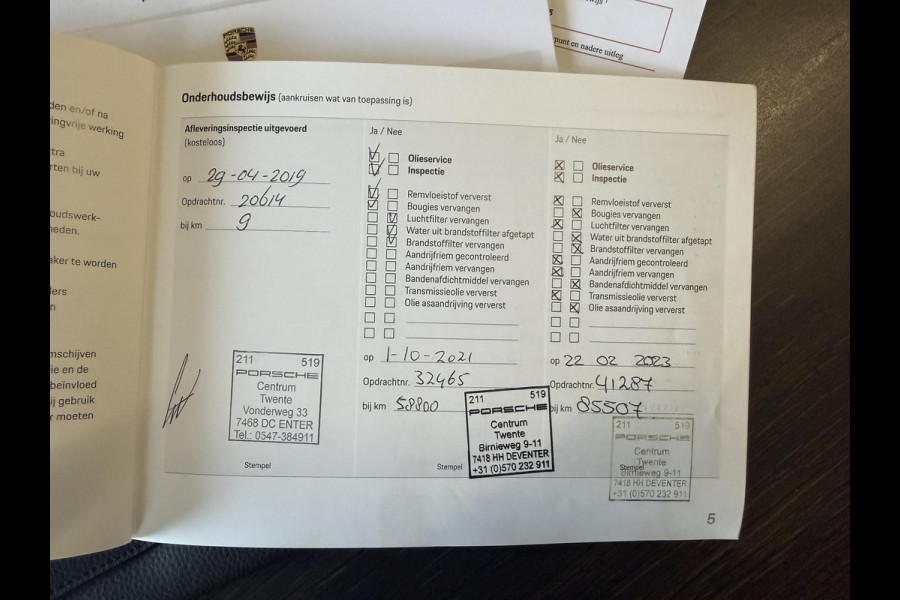 PORSCHE
punt en nadere uitleg
den en/of na
ingvrije werking
tra
rten bij uw
oudswerk-
heden.
aker te worden
lers
n
mschijven
ie en de
beïnvloed
ij gebruik
r moeten
Onderhoudsbewijs (aankruisen wat van toepassing is)
Afleveringsinspectie uitgevoerd
(kosteloos)
op 29-04-2019
Opdrachtnr. 20614
bij km 9
211 519
PORSCHE
Centrum
Twente
Vonderweg 33
7468 DC ENTER
Tel.: 0547-384911
Stempel
Ja / Nee
Olieservice
Inspectie
Remvloeistof ververst
Bougies vervangen
Luchtfilter vervangen
Water uit brandstoffilter afgetapt
Brandstoffilter vervangen
Aandrijfriem gecontroleerd
Aandrijfriem vervangen
Bandenafdichtmiddel vervangen
Transmissieolie ververst
Olie asaandrijving ververst
op 1-10-2021
Opdrachtnr. 32465
bij km 58800
211 519
PORSCHE
Centrum
Twente
Birnieweg 9-11
7418 HH DEVENTER
+31 (0)570 232 911
Stempel
Ja / Nee
Olieservice
Inspectie
Remvloeistof ververst
Bougies vervangen
Luchtfilter vervangen
Water uit brandstoffilter afgetapt
Brandstoffilter vervangen
Aandrijfriem gecontroleerd
Aandrijfriem vervangen
Bandenafdichtmiddel vervangen
Transmissieolie ververst
Olie asaandrijving ververst
op 22 02 2023
Opdrachtnr. 41287
bij km 85507
211 519
PORSCHE
Centrum
Twente
Stempel
Birnieweg 9-11
7418 HH DEVENTER
+31 (0)570 232 911
5